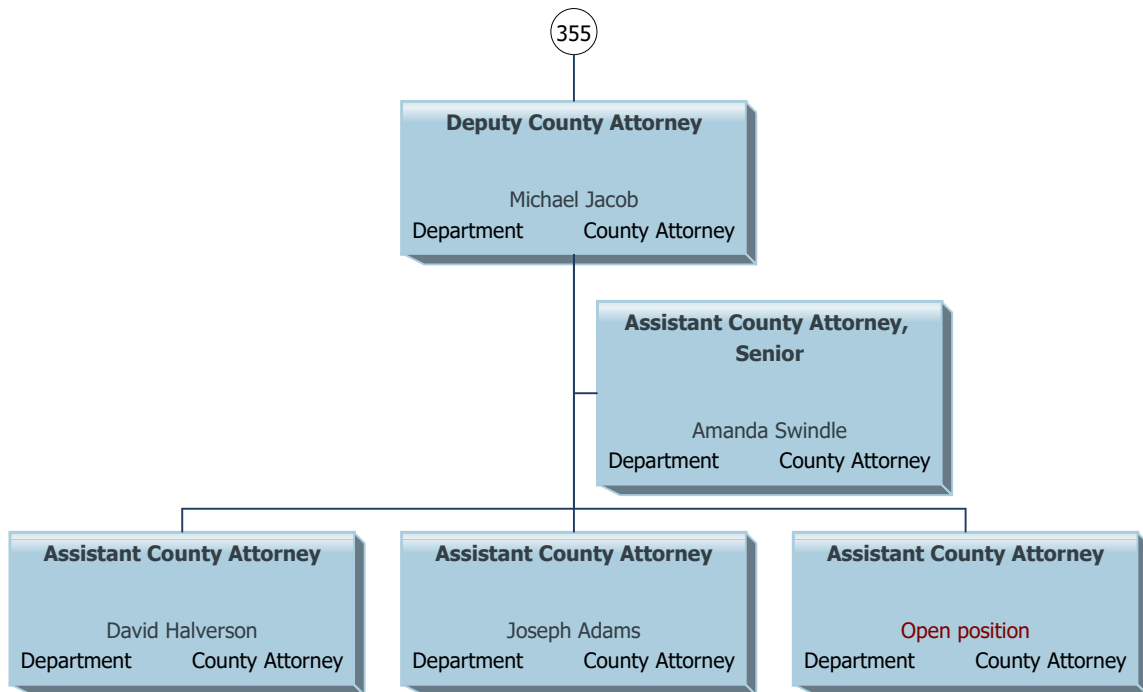 355
Deputy County Attorney
Michael Jacob
Department County Attorney
Assistant County Attorney,
Senior
Amanda Swindle
Department County Attorney
Assistant County Attorney
David Halverson
Department County Attorney
Assistant County Attorney
Joseph Adams
Department County Attorney
Assistant County Attorney
Open position
Department County Attorney